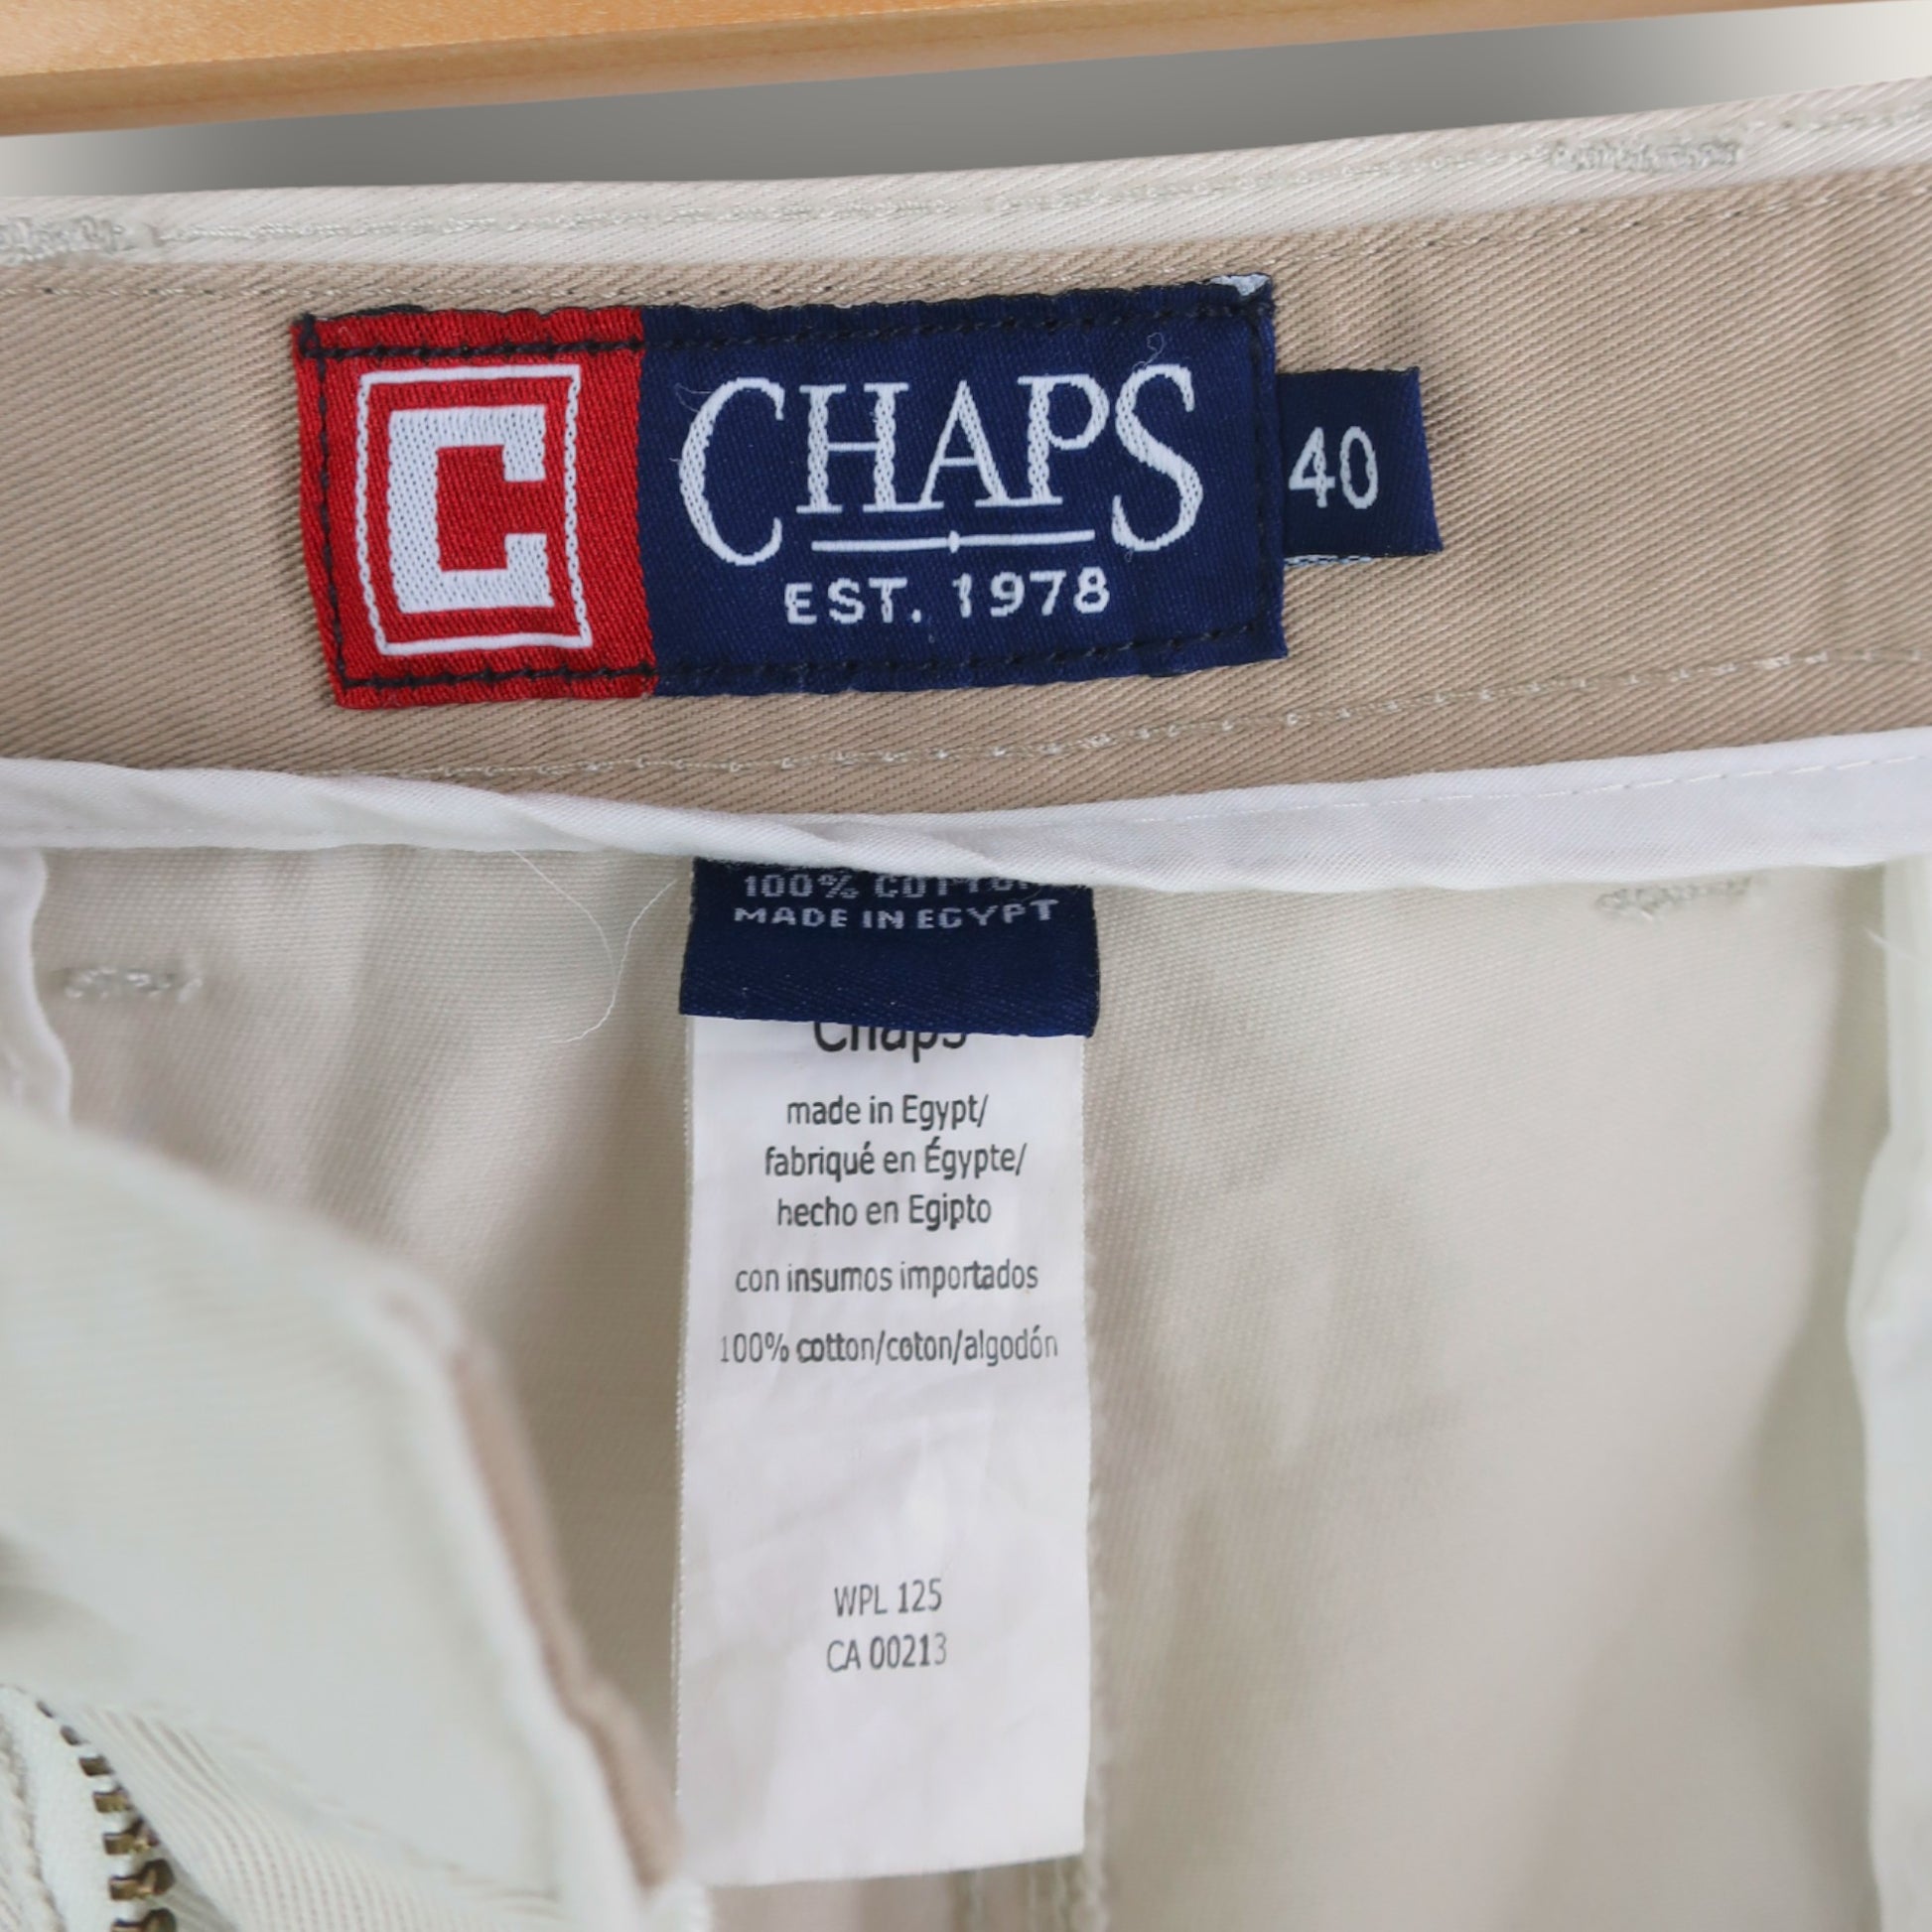 C
CHAPS
EST. 1978
40
100% COTTON
MADE IN EGYPT
Chaps
made in Egypt/
fabriqué en Égypte/
hecho en Egipto
con insumos importados
100% cotton/coton/algodón
WPL 125
CA 00213